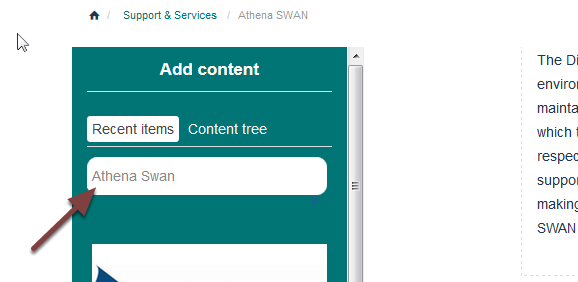 Support & Services / Athena SWAN
Add content
Recent items Content tree
Athena Swan
The Di
enviro
mainta
which t
respec
suppor
making
SWAN